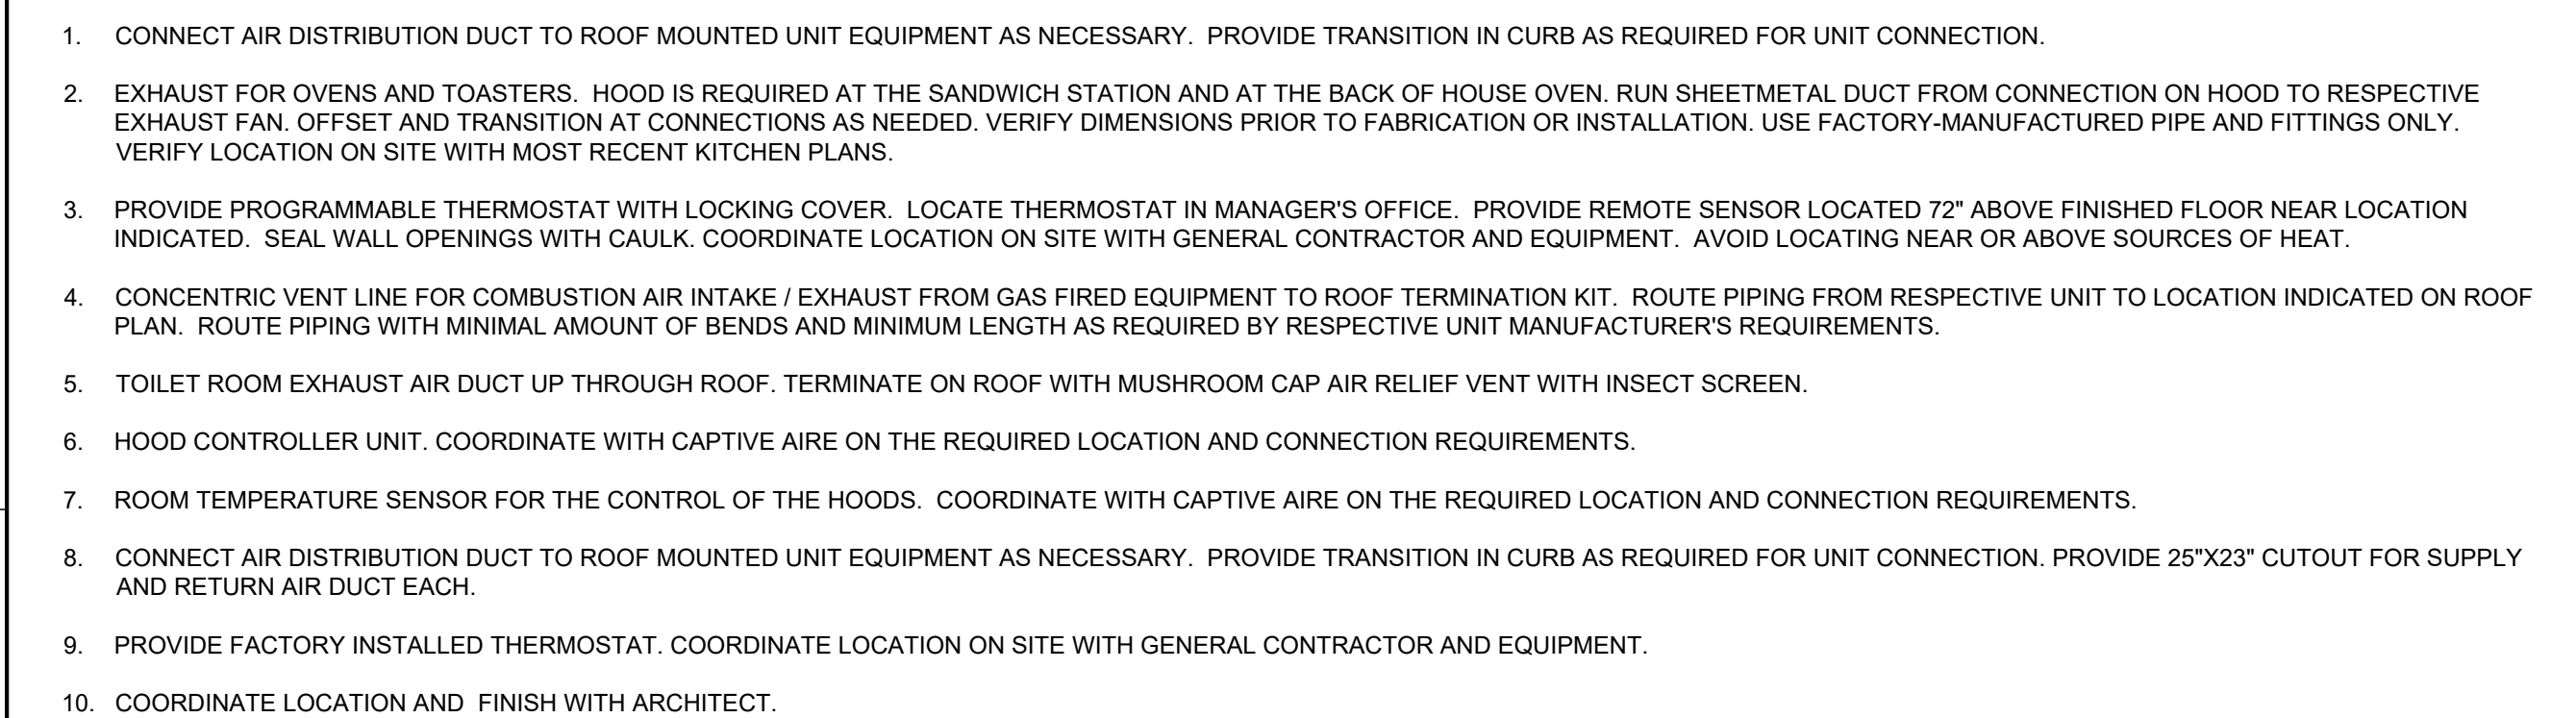 1. CONNECT AIR DISTRIBUTION DUCT TO ROOF MOUNTED UNIT EQUIPMENT AS NECESSARY. PROVIDE TRANSITION IN CURB AS REQUIRED FOR UNIT CONNECTION.
2. EXHAUST FOR OVENS AND TOASTERS. HOOD IS REQUIRED AT THE SANDWICH STATION AND AT THE BACK OF HOUSE OVEN. RUN SHEETMETAL DUCT FROM CONNECTION ON HOOD TO RESPECTIVE
EXHAUST FAN. OFFSET AND TRANSITION AT CONNECTIONS AS NEEDED. VERIFY DIMENSIONS PRIOR TO FABRICATION OR INSTALLATION. USE FACTORY-MANUFACTURED PIPE AND FITTINGS ONLY.
VERIFY LOCATION ON SITE WITH MOST RECENT KITCHEN PLANS.
3. PROVIDE PROGRAMMABLE THERMOSTAT WITH LOCKING COVER. LOCATE THERMOSTAT IN MANAGER'S OFFICE. PROVIDE REMOTE SENSOR LOCATED 72" ABOVE FINISHED FLOOR NEAR LOCATION
INDICATED. SEAL WALL OPENINGS WITH CAULK. COORDINATE LOCATION ON SITE WITH GENERAL CONTRACTOR AND EQUIPMENT. AVOID LOCATING NEAR OR ABOVE SOURCES OF HEAT.
4. CONCENTRIC VENT LINE FOR COMBUSTION AIR INTAKE / EXHAUST FROM GAS FIRED EQUIPMENT TO ROOF TERMINATION KIT. ROUTE PIPING FROM RESPECTIVE UNIT TO LOCATION INDICATED ON ROOF
PLAN. ROUTE PIPING WITH MINIMAL AMOUNT OF BENDS AND MINIMUM LENGTH AS REQUIRED BY RESPECTIVE UNIT MANUFACTURER'S REQUIREMENTS.
5. TOILET ROOM EXHAUST AIR DUCT UP THROUGH ROOF. TERMINATE ON ROOF WITH MUSHROOM CAP AIR RELIEF VENT WITH INSECT SCREEN.
6. HOOD CONTROLLER UNIT. COORDINATE WITH CAPTIVE AIRE ON THE REQUIRED LOCATION AND CONNECTION REQUIREMENTS.
7. ROOM TEMPERATURE SENSOR FOR THE CONTROL OF THE HOODS. COORDINATE WITH CAPTIVE AIRE ON THE REQUIRED LOCATION AND CONNECTION REQUIREMENTS.
8. CONNECT AIR DISTRIBUTION DUCT TO ROOF MOUNTED UNIT EQUIPMENT AS NECESSARY. PROVIDE TRANSITION IN CURB AS REQUIRED FOR UNIT CONNECTION. PROVIDE 25"X23" CUTOUT FOR SUPPLY
AND RETURN AIR DUCT EACH.
9. PROVIDE FACTORY INSTALLED THERMOSTAT. COORDINATE LOCATION ON SITE WITH GENERAL CONTRACTOR AND EQUIPMENT.
10. COORDINATE LOCATION AND FINISH WITH ARCHITECT.